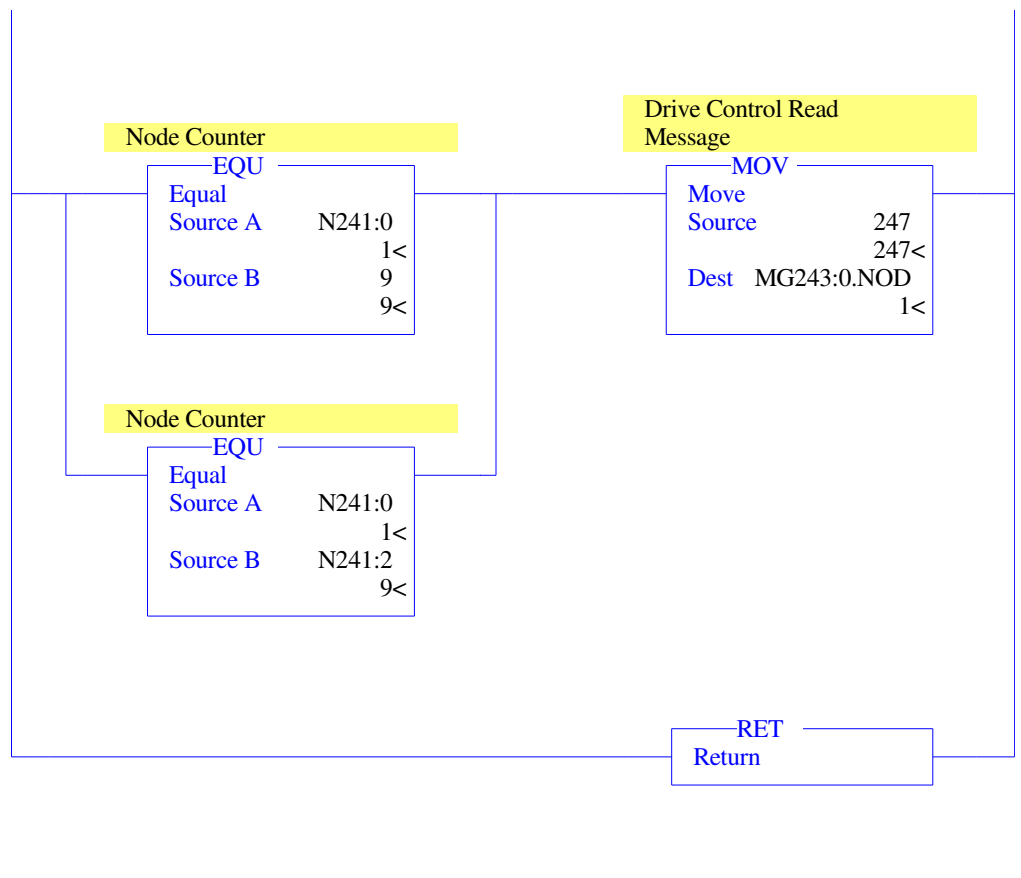 Drive Control Read
Message
Node Counter
EQU
Equal
Source A N241:0
1<
Source B 9
9<
MOV
Move
Source 247
247<
Dest MG243:0.NOD
1<
Node Counter
EQU
Equal
Source A N241:0
1<
Source B N241:2
9<
RET
Return